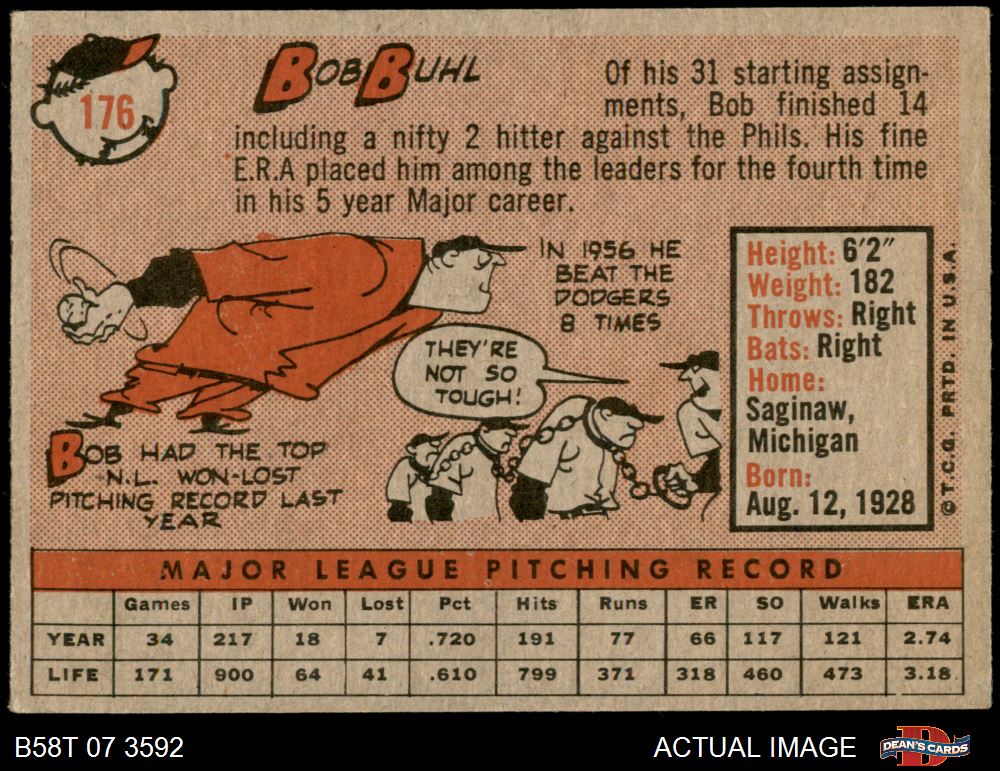 176
BOB BUHL
Of his 31 starting assign-
ments, Bob finished 14
including a nifty 2 hitter against the Phils. His fine
E.R.A placed him among the leaders for the fourth time
in his 5 year Major career.
IN 1956 HE
BEAT THE
DODGERS
8 TIMES
THEY'RE
NOT SO
TOUGH!
BOB HAD THE TOP
N.L. WON-LOST
PITCHING RECORD LAST
YEAR
Height: 6'2"
Weight: 182
Throws: Right
Bats: Right
Home:
Saginaw,
Michigan
Born:
Aug. 12, 1928
©T.C.G. PRTD. IN U.S.A.
MAJOR LEAGUE PITCHING RECORD
Games IP Won Lost Pct Hits Runs ER SO Walks ERA
YEAR 34 217 18 7 .720 191 77 66 117 121 2.74
LIFE 171 900 64 41 .610 799 371 318 460 473 3.18
B58T 07 3592
ACTUAL IMAGE
DEAN'S CARDS